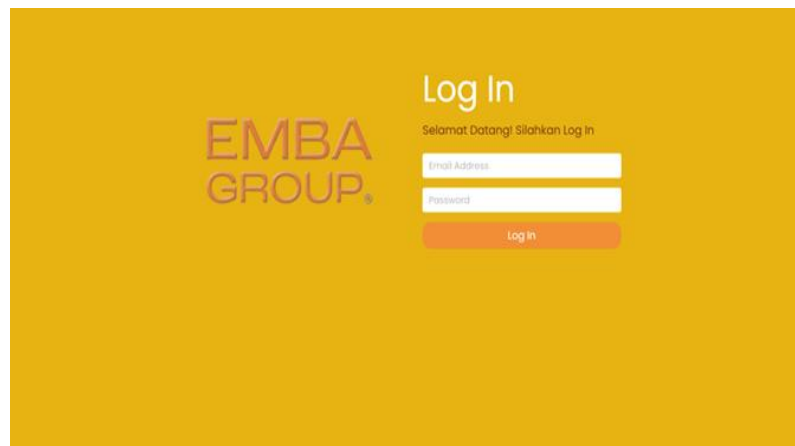 EMBA
GROUP®
Log In
Selamat Datang! Silahkan Log In
Email Address
Password
Log In